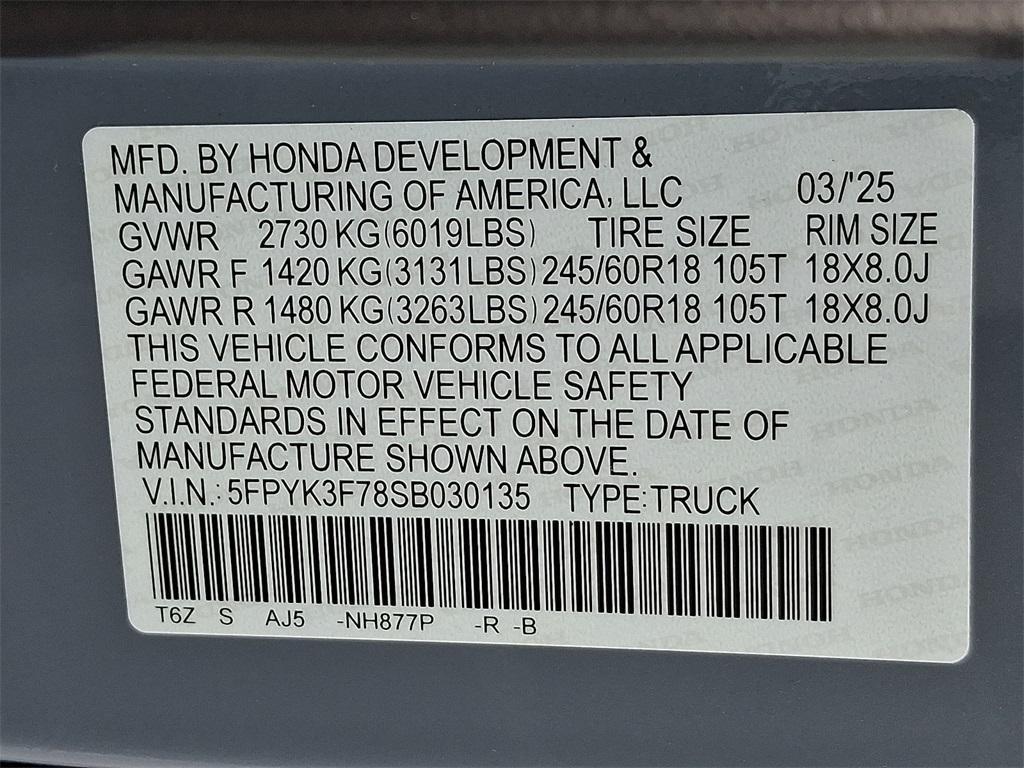 MFD. BY HONDA DEVELOPMENT &
MANUFACTURING OF AMERICA, LLC 03/'25
GVWR 2730 KG(6019LBS) TIRE SIZE RIM SIZE
GAWR F 1420 KG(3131LBS) 245/60R18 105T 18X8.0J
GAWR R 1480 KG(3263LBS) 245/60R18 105T 18X8.0J
THIS VEHICLE CONFORMS TO ALL APPLICABLE
FEDERAL MOTOR VEHICLE SAFETY
STANDARDS IN EFFECT ON THE DATE OF
MANUFACTURE SHOWN ABOVE.
V.I.N.: 5FPYK3F78SB030135 TYPE: TRUCK
T6Z S AJ5 -NH877P -R -B